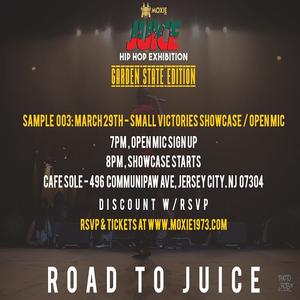 MOXIE
JUICE
HIP HOP EXHIBITION
GARDEN STATE EDITION
SAMPLE 003: MARCH 29TH - SMALL VICTORIES SHOWCASE / OPEN MIC
7PM, OPEN MIC SIGN UP
8PM, SHOWCASE STARTS
CAFE SOLE - 496 COMMUNIPAW AVE, JERSEY CITY, NJ 07304
DISCOUNT W/RSVP
RSVP & TICKETS AT WWW.MOXIE1973.COM
ROAD TO JUICE